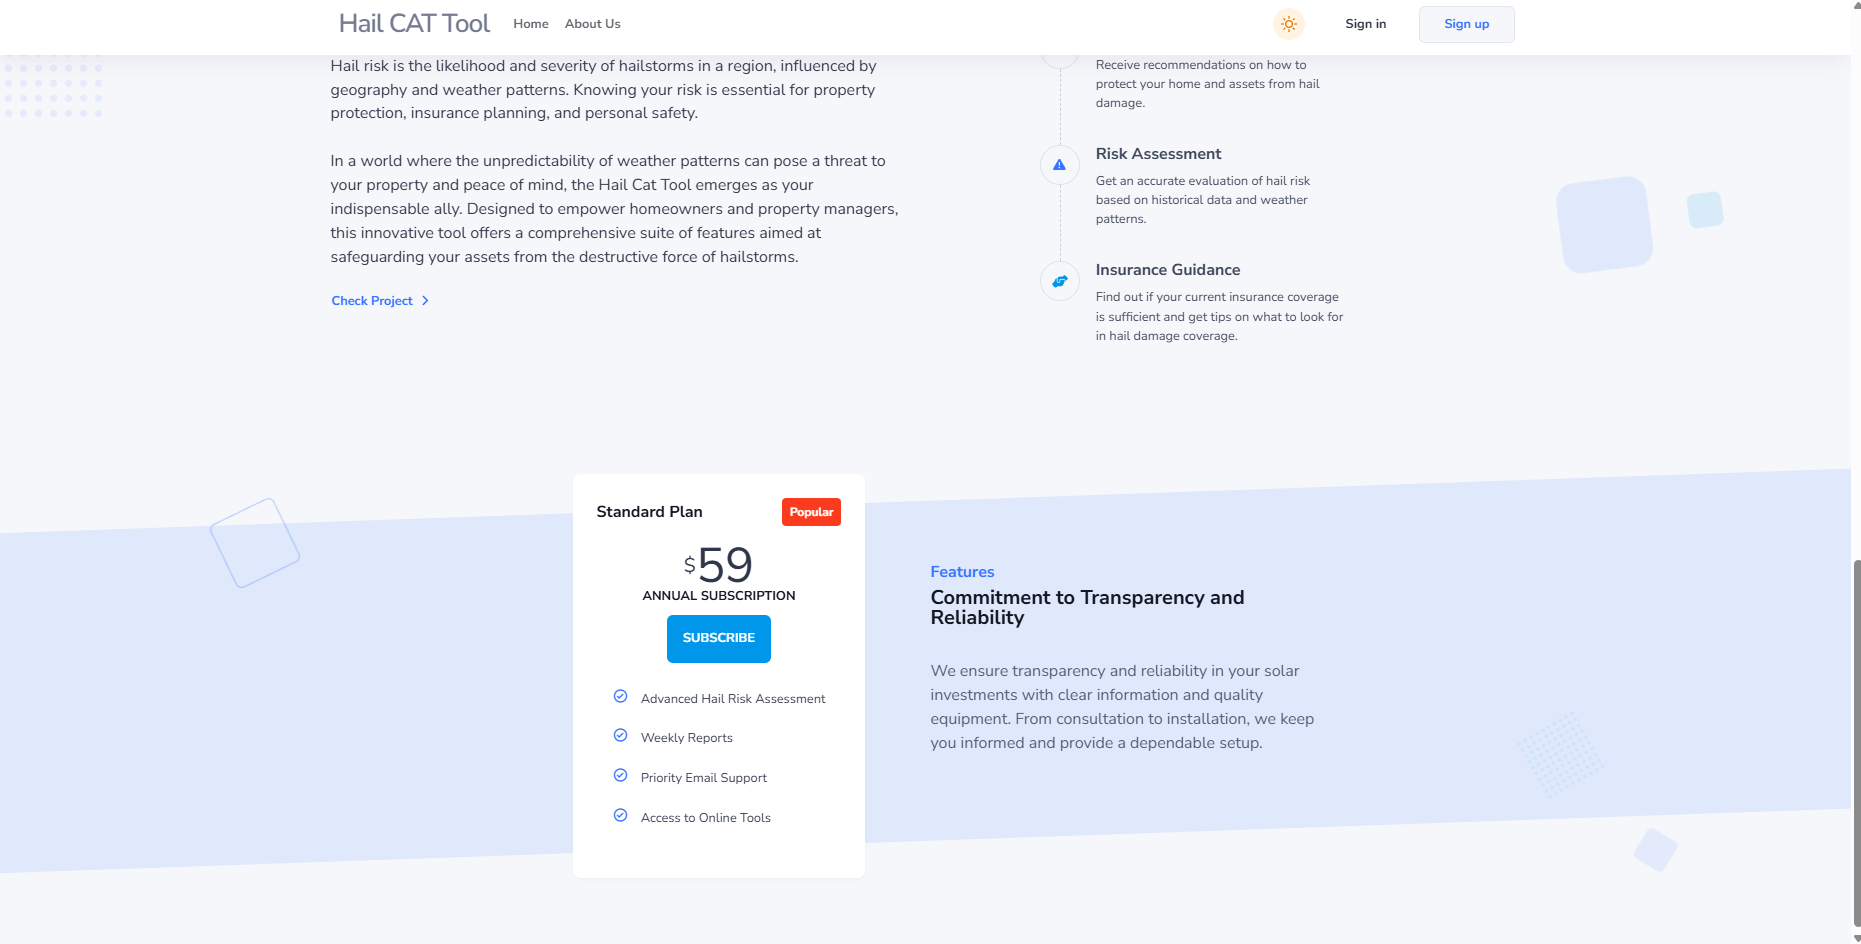 Hail CAT Tool
Home
About Us
Sign in
Sign up
Hail risk is the likelihood and severity of hailstorms in a region, influenced by
geography and weather patterns. Knowing your risk is essential for property
protection, insurance planning, and personal safety.
In a world where the unpredictability of weather patterns can pose a threat to
your property and peace of mind, the Hail Cat Tool emerges as your
indispensable ally. Designed to empower homeowners and property managers,
this innovative tool offers a comprehensive suite of features aimed at
safeguarding your assets from the destructive force of hailstorms.
Check Project
Receive recommendations on how to
protect your home and assets from hail
damage.
Risk Assessment
Get an accurate evaluation of hail risk
based on historical data and weather
patterns.
Insurance Guidance
Find out if your current insurance coverage
is sufficient and get tips on what to look for
in hail damage coverage.
Standard Plan
Popular
$59
ANNUAL SUBSCRIPTION
SUBSCRIBE
Advanced Hail Risk Assessment
Weekly Reports
Priority Email Support
Access to Online Tools
Features
Commitment to Transparency and
Reliability
We ensure transparency and reliability in your solar
investments with clear information and quality
equipment. From consultation to installation, we keep
you informed and provide a dependable setup.